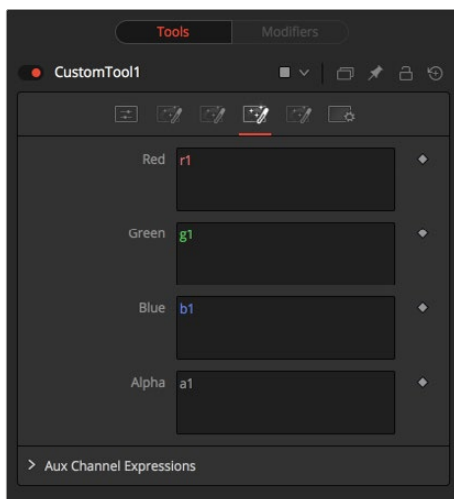 Tools Modifiers
CustomTool1
Red r1
Green g1
Blue b1
Alpha a1
Aux Channel Expressions